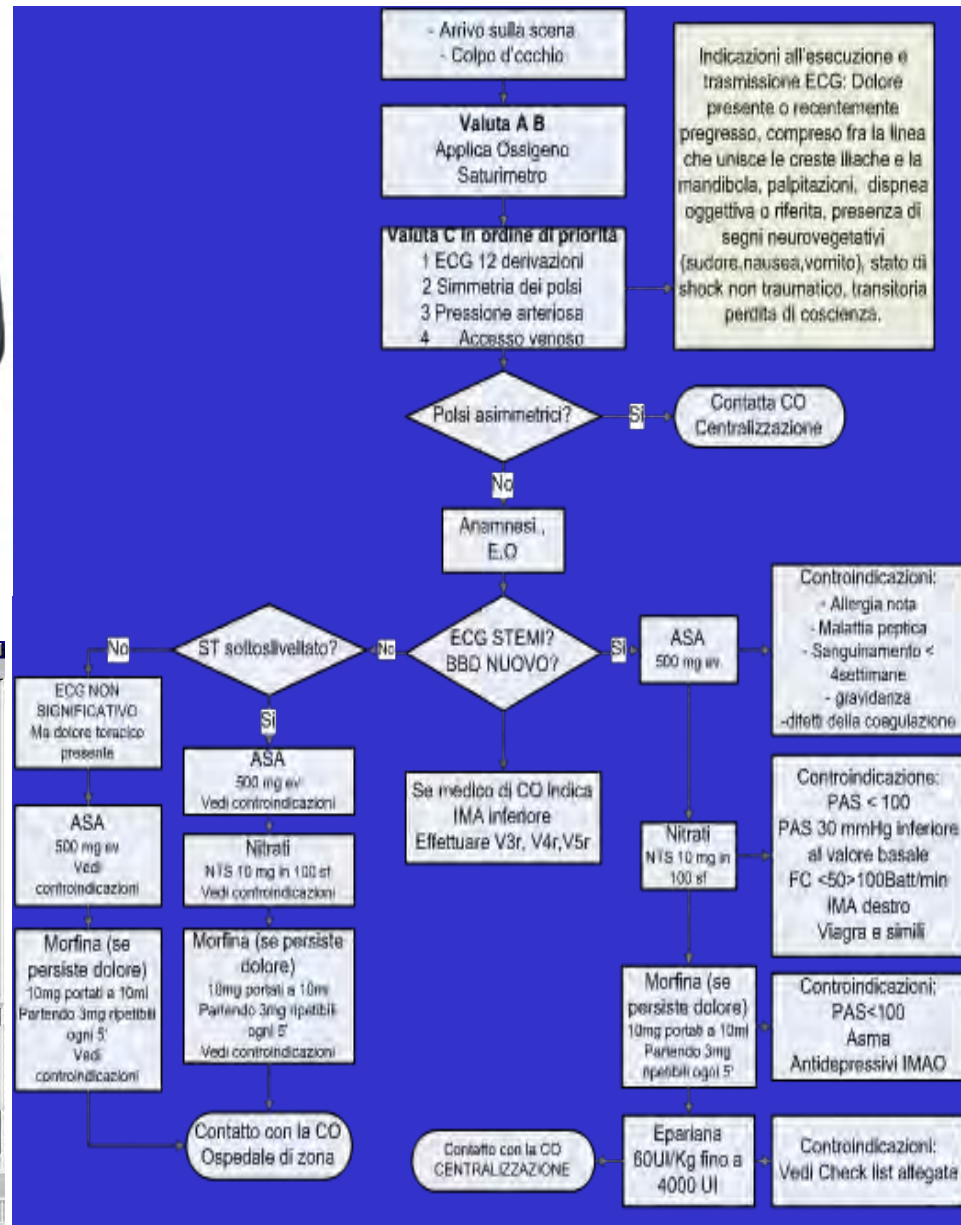 - Arrivo sulla scena
- Colpo d'occhio
Valuta A B
Applica Ossigeno
Saturimetro
Valuta C in ordine di priorità
1 ECG 12 derivazioni
2 Simmetria dei polsi
3 Pressione arteriosa
4 Accesso venoso
Indicazioni all'esecuzione e
trasmissione ECG: Dolore
presente o recentemente
pregresso, compreso fra la linea
che unisce le creste iliache e la
mandibola, palpitazioni, dispnea
oggettiva o riferita, presenza di
segni neurovegetativi
(sudore,nausea,vomito), stato di
shock non traumatico, transitoria
perdita di coscienza.
Polsi asimmetrici?
Si
Contatta CO
Centralizzazione
No
Anamnesi ,
E.O
ECG STEMI?
BBD NUOVO?
No
Si
ST sottoslivellato?
No
Si
ECG NON
SIGNIFICATIVO
Ma dolore toracico
presente
ASA
500 mg ev
Vedi
controindicazioni
Morfina (se
persiste dolore)
10mg portati a 10ml
Partendo 3mg ripetibili
ogni 5'
Vedi
controindicazioni
ASA
500 mg ev
Vedi controindicazioni
Nitrati
NTS 10 mg in 100 sf
Vedi controindicazioni
Morfina (se persiste
dolore)
10mg portati a 10ml
Partendo 3mg ripetibili
ogni 5'
Vedi controindicazioni
Contatto con la CO
Ospedale di zona
Se medico di CO Indica
IMA inferiore
Effettuare V3r, V4r,V5r
ASA
500 mg ev
Controindicazioni:
- Allergia nota
- Malattia peptica
- Sanguinamento <
4settimane
- gravidanza
-difetti della coagulazione
Nitrati
NTS 10 mg in
100 sf
Controindicazione:
PAS < 100
PAS 30 mmHg inferiore
al valore basale
FC <50>100Batt/min
IMA destro
Viagra e simili
Morfina (se
persiste dolore)
10mg portati a 10ml
Partendo 3mg
ripetibili ogni 5'
Controindicazioni:
PAS<100
Asma
Antidepressivi IMAO
Epariana
60UI/Kg fino a
4000 UI
Controindicazioni:
Vedi Check list allegata
Contatto con la CO
CENTRALIZZAZIONE